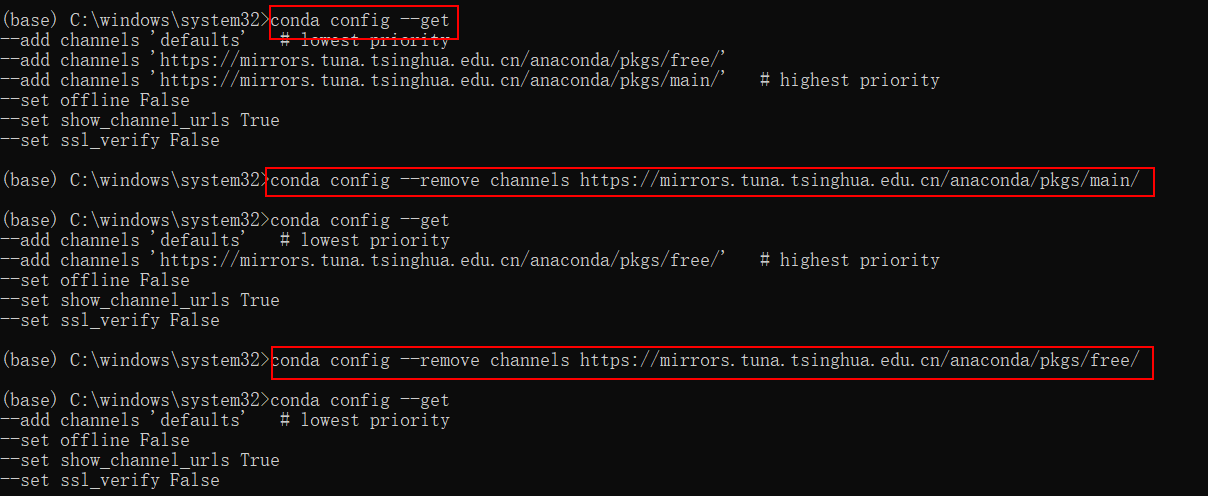 (base) C:\windows\system32>conda config --get
--add channels 'defaults'   # lowest priority
--add channels 'https://mirrors.tuna.tsinghua.edu.cn/anaconda/pkgs/free/'
--add channels 'https://mirrors.tuna.tsinghua.edu.cn/anaconda/pkgs/main/'   # highest priority
--set offline False
--set show_channel_urls True
--set ssl_verify False
(base) C:\windows\system32>conda config --remove channels https://mirrors.tuna.tsinghua.edu.cn/anaconda/pkgs/main/
(base) C:\windows\system32>conda config --get
--add channels 'defaults'   # lowest priority
--add channels 'https://mirrors.tuna.tsinghua.edu.cn/anaconda/pkgs/free/'   # highest priority
--set offline False
--set show_channel_urls True
--set ssl_verify False
(base) C:\windows\system32>conda config --remove channels https://mirrors.tuna.tsinghua.edu.cn/anaconda/pkgs/free/
(base) C:\windows\system32>conda config --get
--add channels 'defaults'   # lowest priority
--set offline False
--set show_channel_urls True
--set ssl_verify False